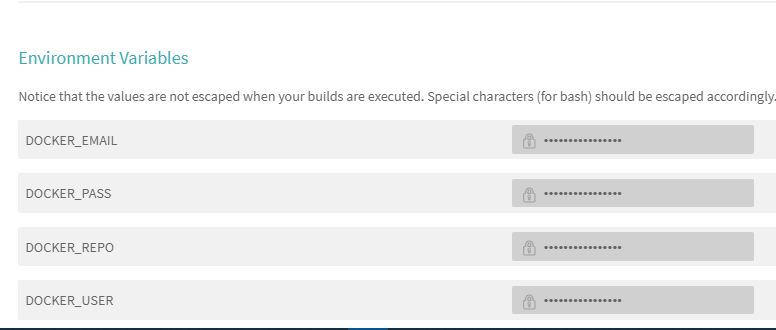 Environment Variables
Notice that the values are not escaped when your builds are executed. Special characters (for bash) should be escaped accordingly.
DOCKER_EMAIL ••••••••••••••••
DOCKER_PASS ••••••••••••••••
DOCKER_REPO ••••••••••••••••
DOCKER_USER ••••••••••••••••